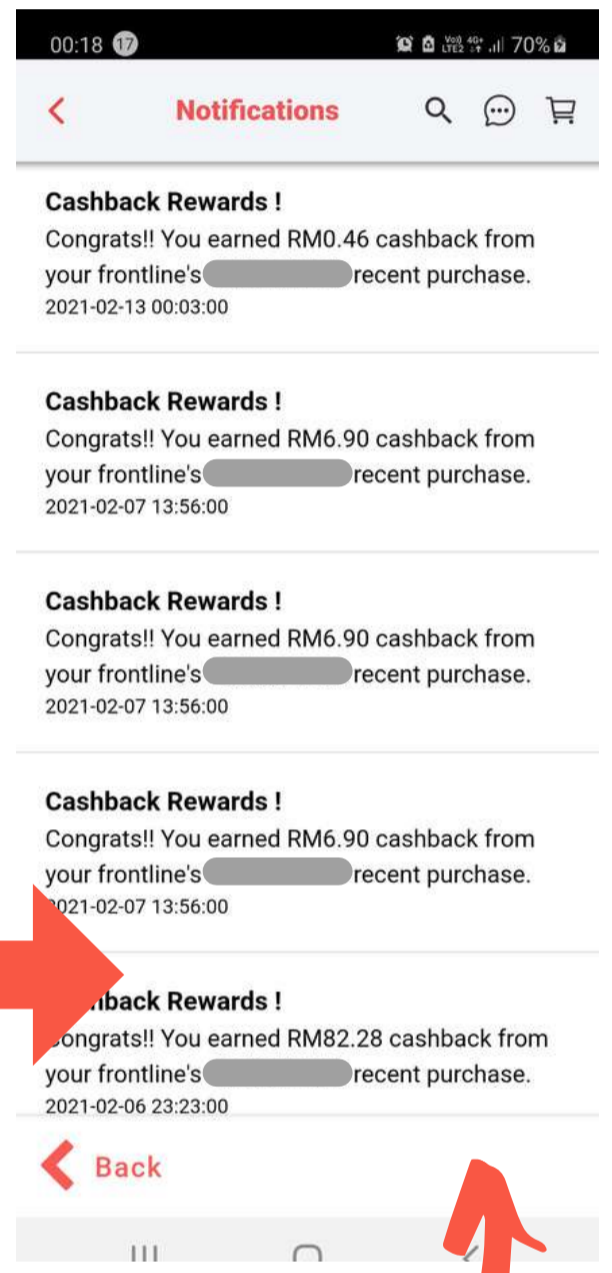 00:18 17 Vo)) LTE2 4G+ 70%
Notifications
Cashback Rewards !
Congrats!! You earned RM0.46 cashback from
your frontline's recent purchase.
2021-02-13 00:03:00
Cashback Rewards !
Congrats!! You earned RM6.90 cashback from
your frontline's recent purchase.
2021-02-07 13:56:00
Cashback Rewards !
Congrats!! You earned RM6.90 cashback from
your frontline's recent purchase.
2021-02-07 13:56:00
Cashback Rewards !
Congrats!! You earned RM6.90 cashback from
your frontline's recent purchase.
2021-02-07 13:56:00
Rewards !
Congrats!! You earned RM82.28 cashback from
your frontline's recent purchase.
2021-02-06 23:23:00
Back